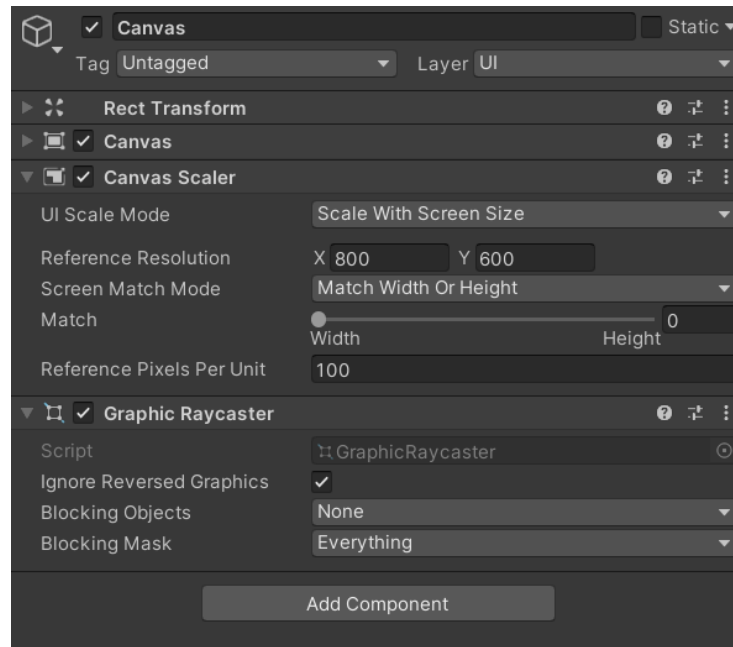 Canvas Static
Tag Untagged Layer UI
Rect Transform
Canvas
Canvas Scaler
UI Scale Mode Scale With Screen Size
Reference Resolution X 800 Y 600
Screen Match Mode Match Width Or Height
Match 0
Width Height
Reference Pixels Per Unit 100
Graphic Raycaster
Script GraphicRaycaster
Ignore Reversed Graphics
Blocking Objects None
Blocking Mask Everything
Add Component